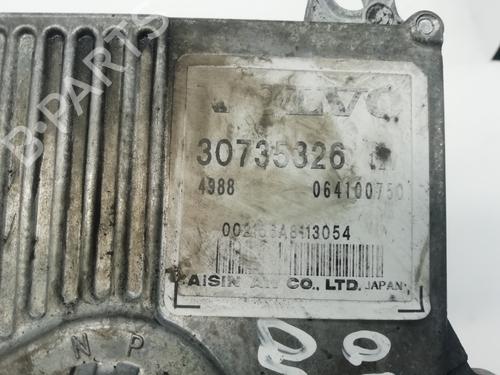 VOLVO
30735326
4988 064100750
AISIN AW CO., LTD. JAPAN
N P
B-PARTS